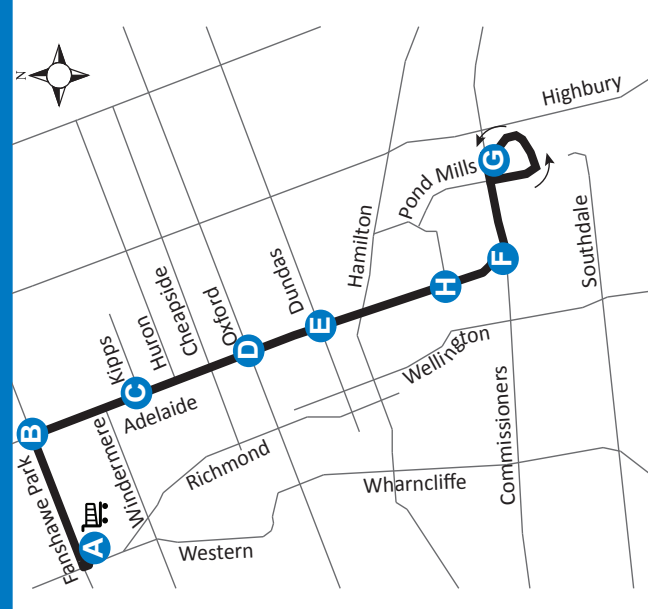 N
Highbury
B
Fanshawe Park
Kipps
Huron
Cheapside
Oxford
Dundas
Hamilton
Pond Mills
G
C
Adelaide
Windermere
D
E
H
F
Southdale
A
Richmond
Wellington
Western
Wharncliffe
Commissioners